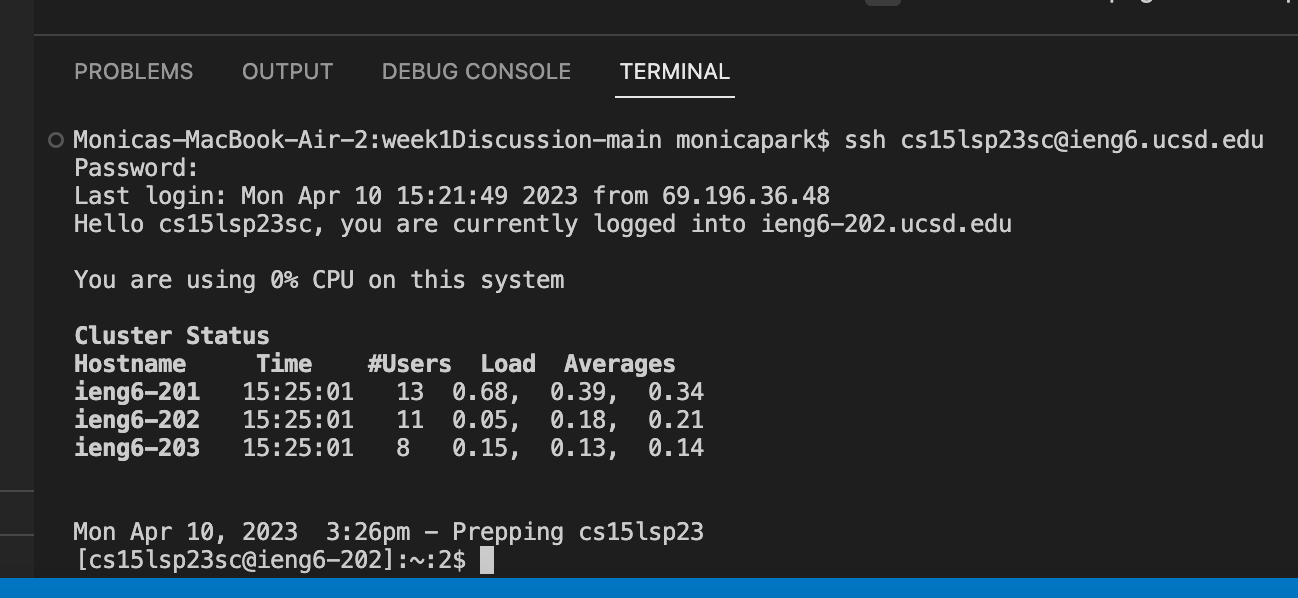 PROBLEMS OUTPUT DEBUG CONSOLE TERMINAL
Monicas-MacBook-Air-2:week1Discussion-main monicapark$ ssh cs15lsp23sc@ieng6.ucsd.edu
Password:
Last login: Mon Apr 10 15:21:49 2023 from 69.196.36.48
Hello cs15lsp23sc, you are currently logged into ieng6-202.ucsd.edu
You are using 0% CPU on this system
Cluster Status
Hostname     Time    #Users  Load  Averages
ieng6-201   15:25:01   13  0.68,  0.39,  0.34
ieng6-202   15:25:01   11  0.05,  0.18,  0.21
ieng6-203   15:25:01   8   0.15,  0.13,  0.14
Mon Apr 10, 2023  3:26pm - Prepping cs15lsp23
[cs15lsp23sc@ieng6-202]:~:2$